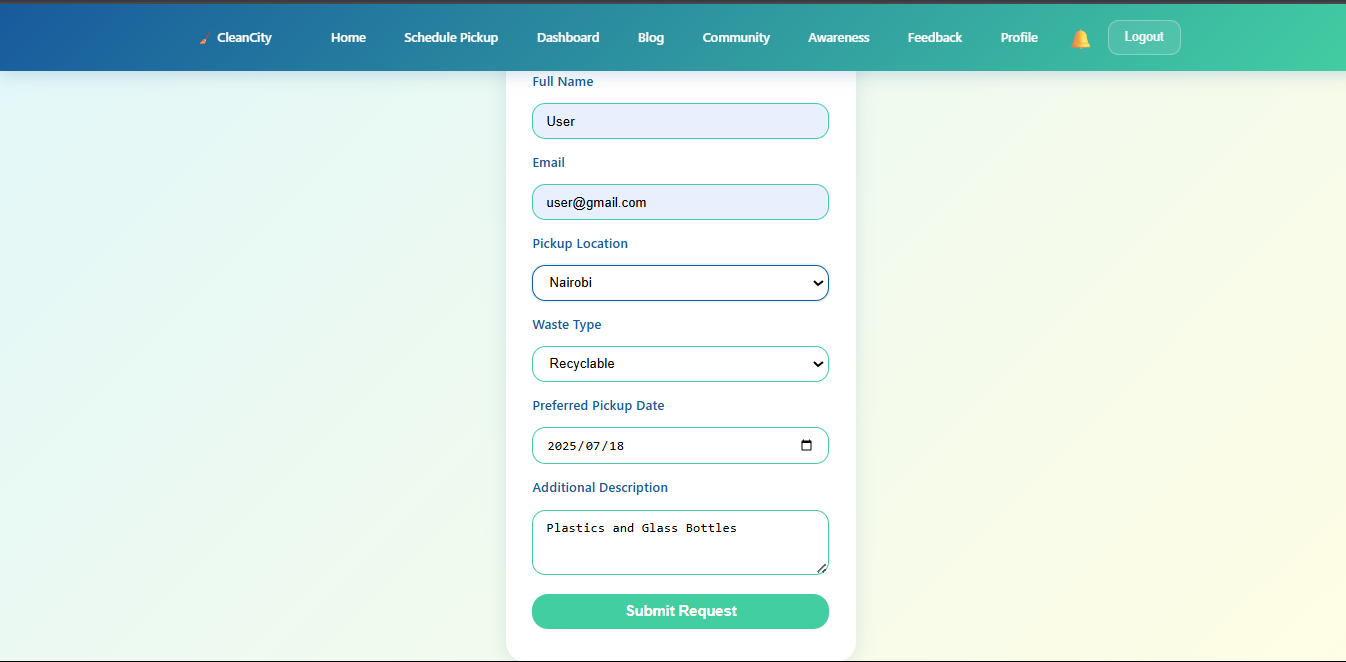 CleanCity Home Schedule Pickup Dashboard Blog Community Awareness Feedback Profile Logout
Full Name
User
Email
user@gmail.com
Pickup Location
Nairobi
Waste Type
Recyclable
Preferred Pickup Date
2025/07/18
Additional Description
Plastics and Glass Bottles
Submit Request